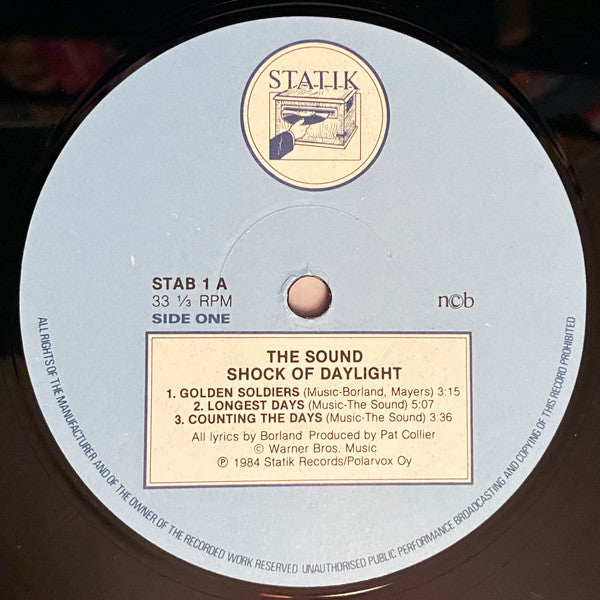 STATIK
STAB 1 A
33 ⅓ RPM
SIDE ONE
n©b
THE SOUND
SHOCK OF DAYLIGHT
1. GOLDEN SOLDIERS (Music-Borland, Mayers) 3:15
2. LONGEST DAYS (Music-The Sound) 5:07
3. COUNTING THE DAYS (Music-The Sound) 3:36
All lyrics by Borland Produced by Pat Collier
© Warner Bros. Music
℗ 1984 Statik Records/Polarvox Oy
ALL RIGHTS OF THE MANUFACTURER AND OF THE OWNER OF THE RECORDED WORK RESERVED UNAUTHORISED PUBLIC PERFORMANCE BROADCASTING AND COPYING OF THIS RECORD PROHIBITED